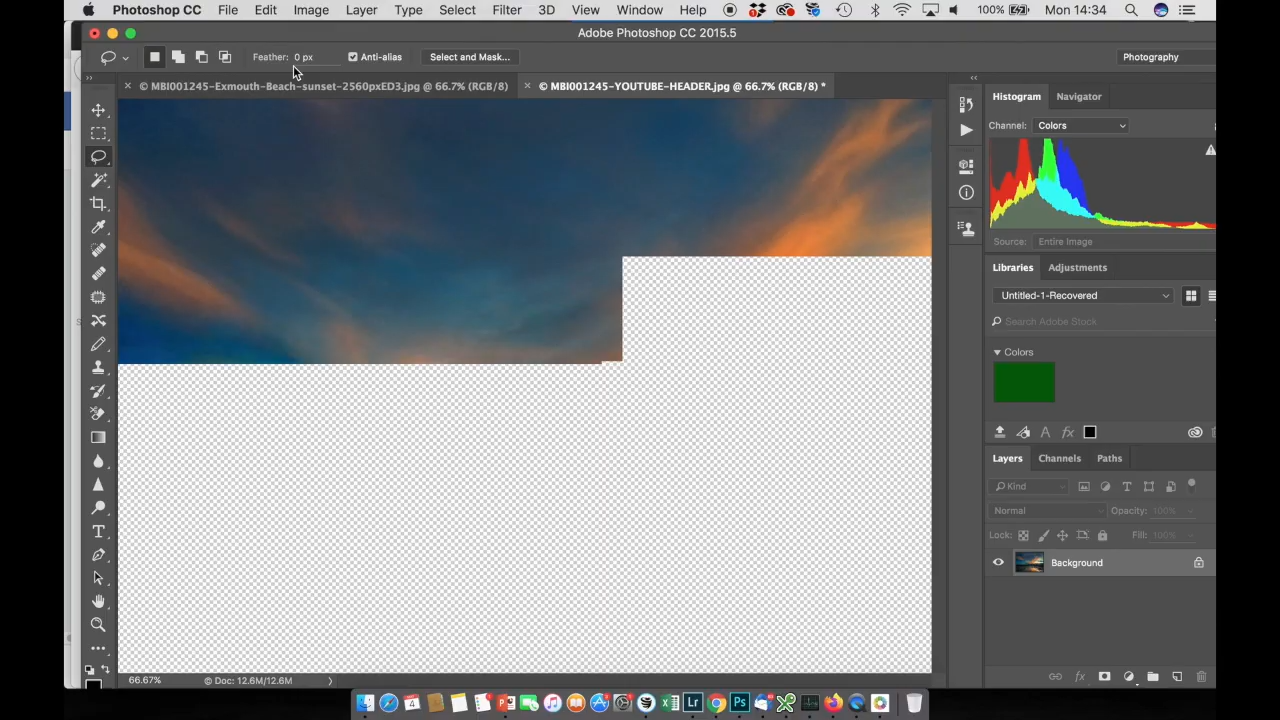 Photoshop CC File Edit Image Layer Type Select Filter 3D View Window Help 100% Mon 14:34
Adobe Photoshop CC 2015.5
Feather: 0 px Anti-alias Select and Mask... Photography
© MBI001245-Exmouth-Beach-sunset-2560pxED3.jpg @ 66.7% (RGB/8) © MBI001245-YOUTUBE-HEADER.jpg @ 66.7% (RGB/8) *
Histogram Navigator
Channel: Colors
Source: Entire Image
Libraries Adjustments
Untitled-1-Recovered
Search Adobe Stock
Colors
Layers Channels Paths
Kind
Normal Opacity: 100%
Lock: Fill: 100%
Background
66.67% © Doc: 12.6M/12.6M